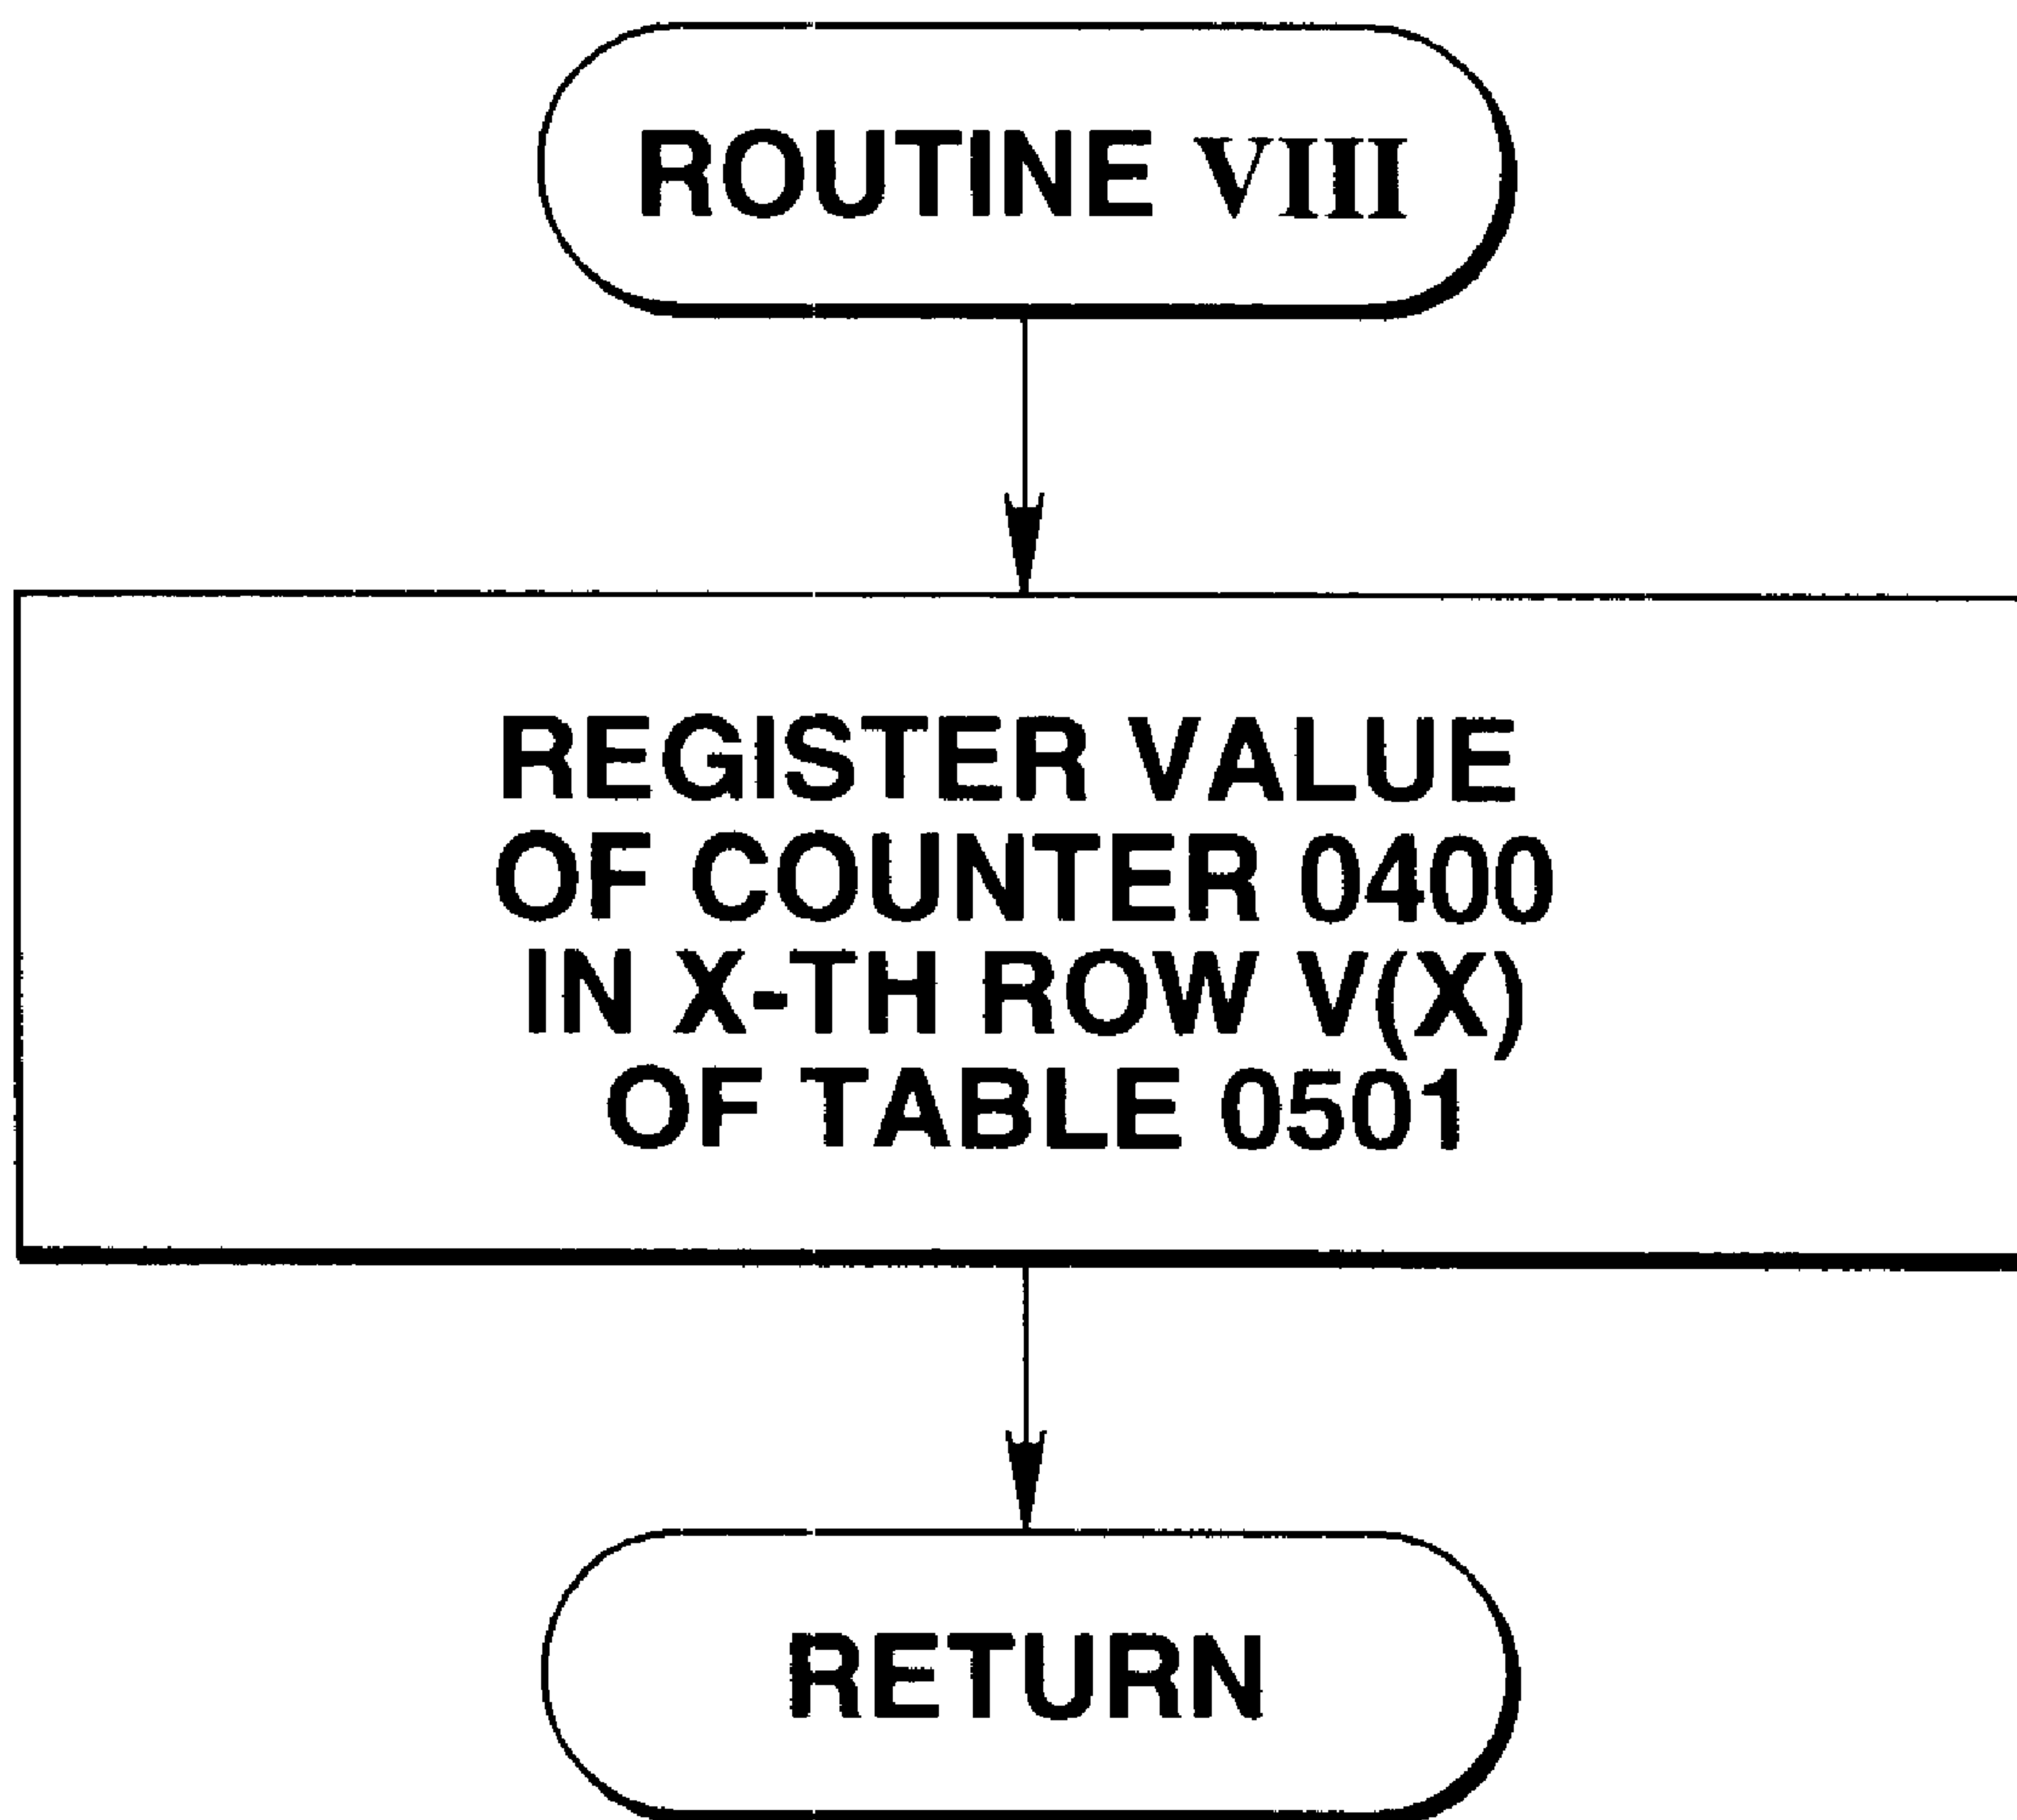 ROUTINE VIII
REGISTER VALUE
OF COUNTER 0400
IN X-TH ROW V(X)
OF TABLE 0501
RETURN